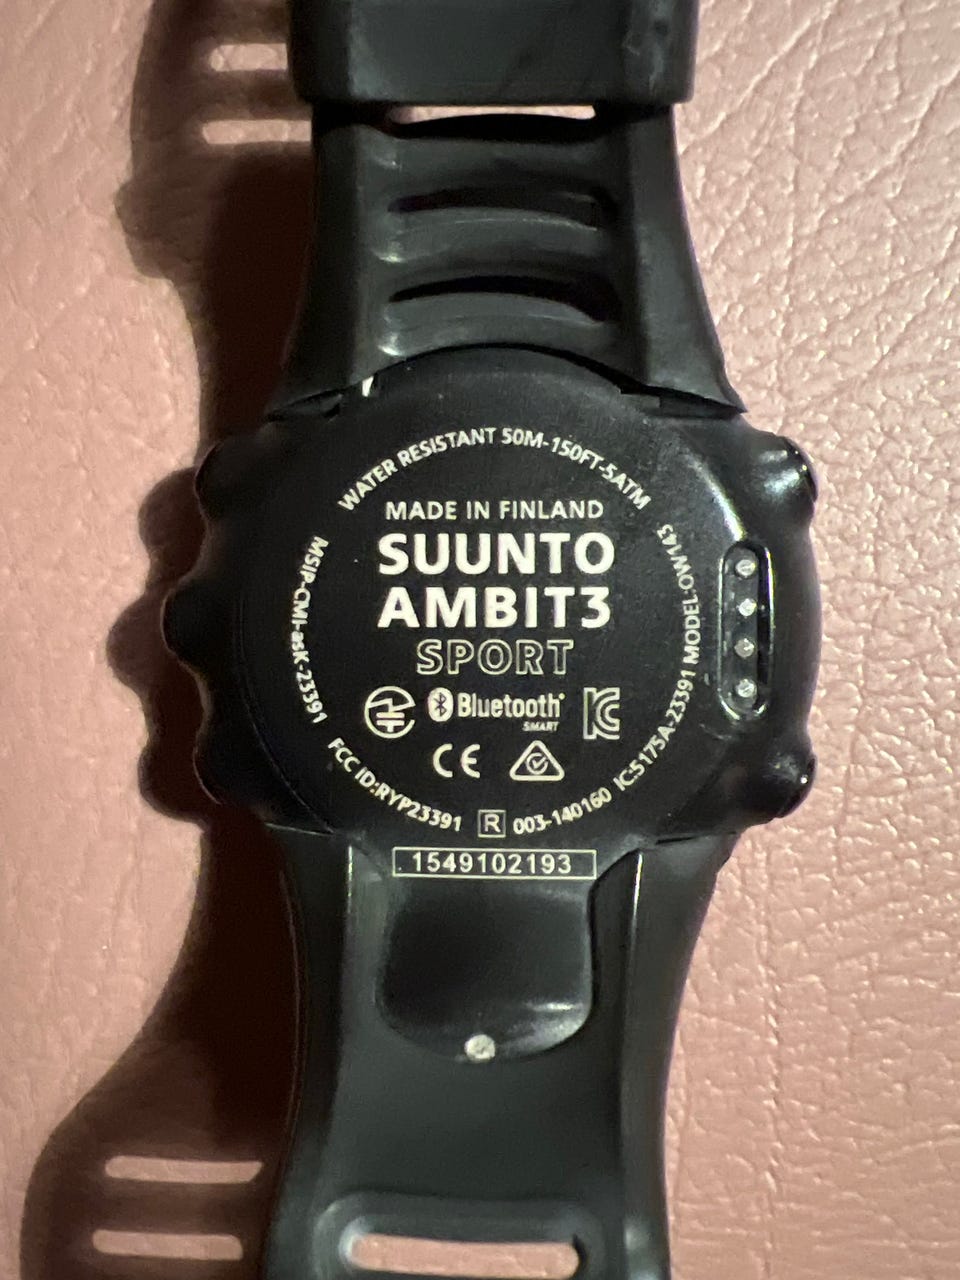 WATER RESISTANT 50M-150FT-5ATM
MADE IN FINLAND
SUUNTO
AMBIT3
SPORT
Bluetooth®
SMART
CE
MSIP-CMI-asK-23391
FCC ID:RYP23391
R 003-140160
IC:5175A-23391 MODEL:OW143
1549102193